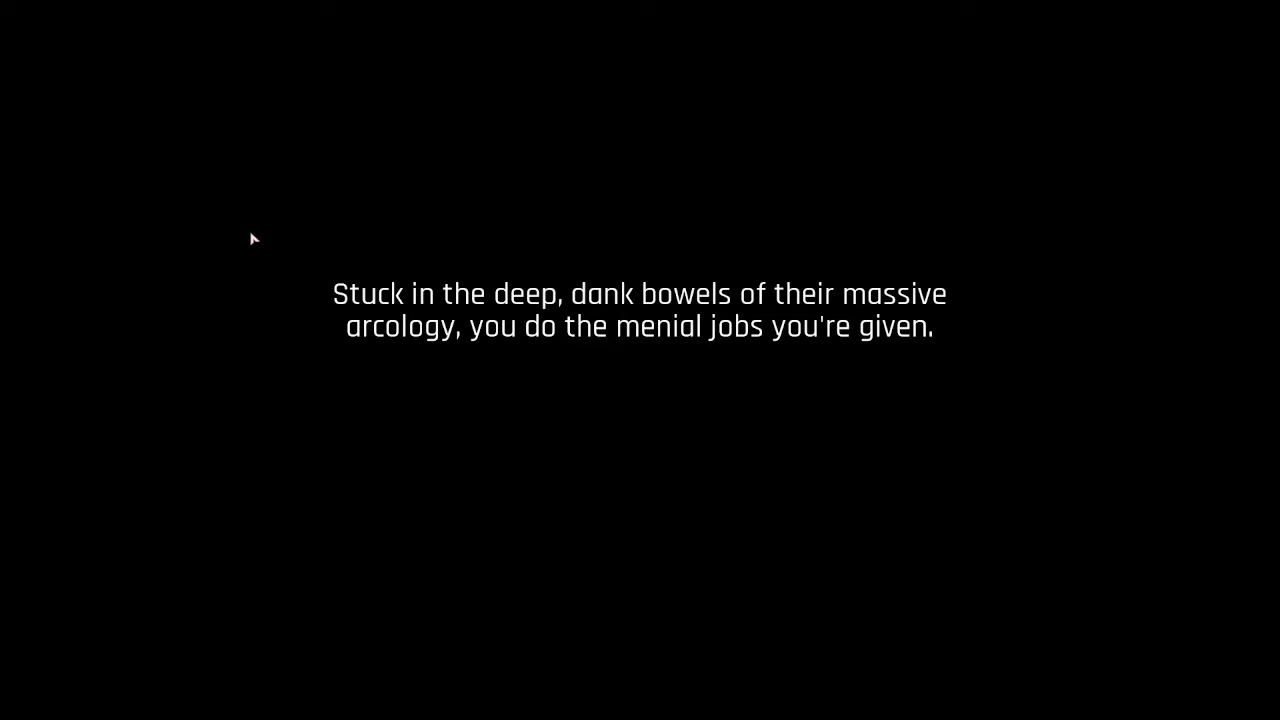 Stuck in the deep, dank bowels of their massive
arcology, you do the menial jobs you're given.